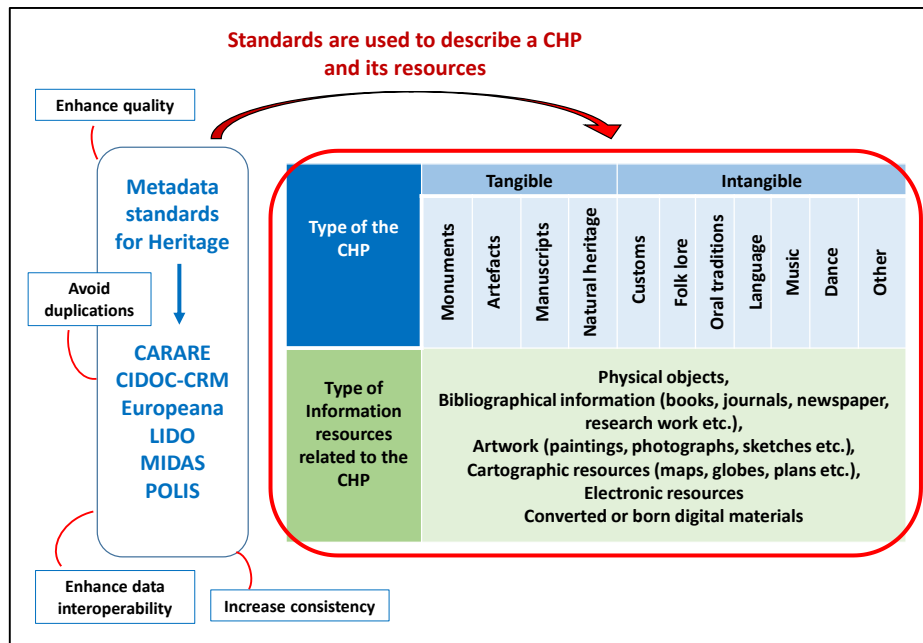 Standards are used to describe a CHP
and its resources
Enhance quality
Metadata
standards
for Heritage
Avoid
duplications
CARARE
CIDOC-CRM
Europeana
LIDO
MIDAS
POLIS
Enhance data
interoperability
Increase consistency
Type of the
CHP
Tangible
Intangible
Monuments
Artefacts
Manuscripts
Natural heritage
Customs
Folk lore
Oral traditions
Language
Music
Dance
Other
Type of
Information
resources
related to the
CHP
Physical objects,
Bibliographical information (books, journals, newspaper,
research work etc.),
Artwork (paintings, photographs, sketches etc.),
Cartographic resources (maps, globes, plans etc.),
Electronic resources
Converted or born digital materials